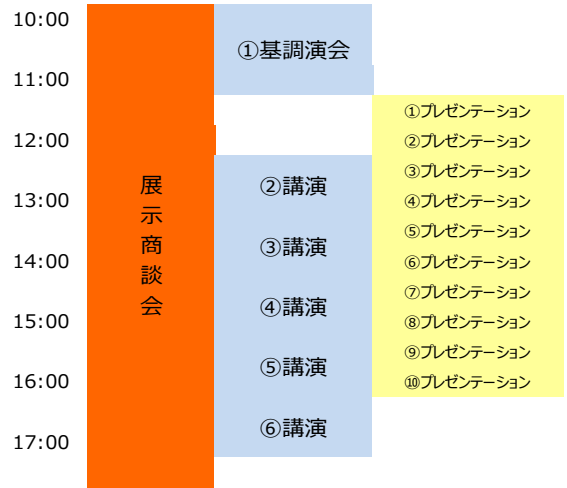 10:00
①基調演会
11:00
①プレゼンテーション
12:00
②プレゼンテーション
③プレゼンテーション
展示商談会
②講演
13:00
④プレゼンテーション
⑤プレゼンテーション
③講演
14:00
⑥プレゼンテーション
⑦プレゼンテーション
④講演
15:00
⑧プレゼンテーション
⑨プレゼンテーション
⑤講演
16:00
⑩プレゼンテーション
⑥講演
17:00